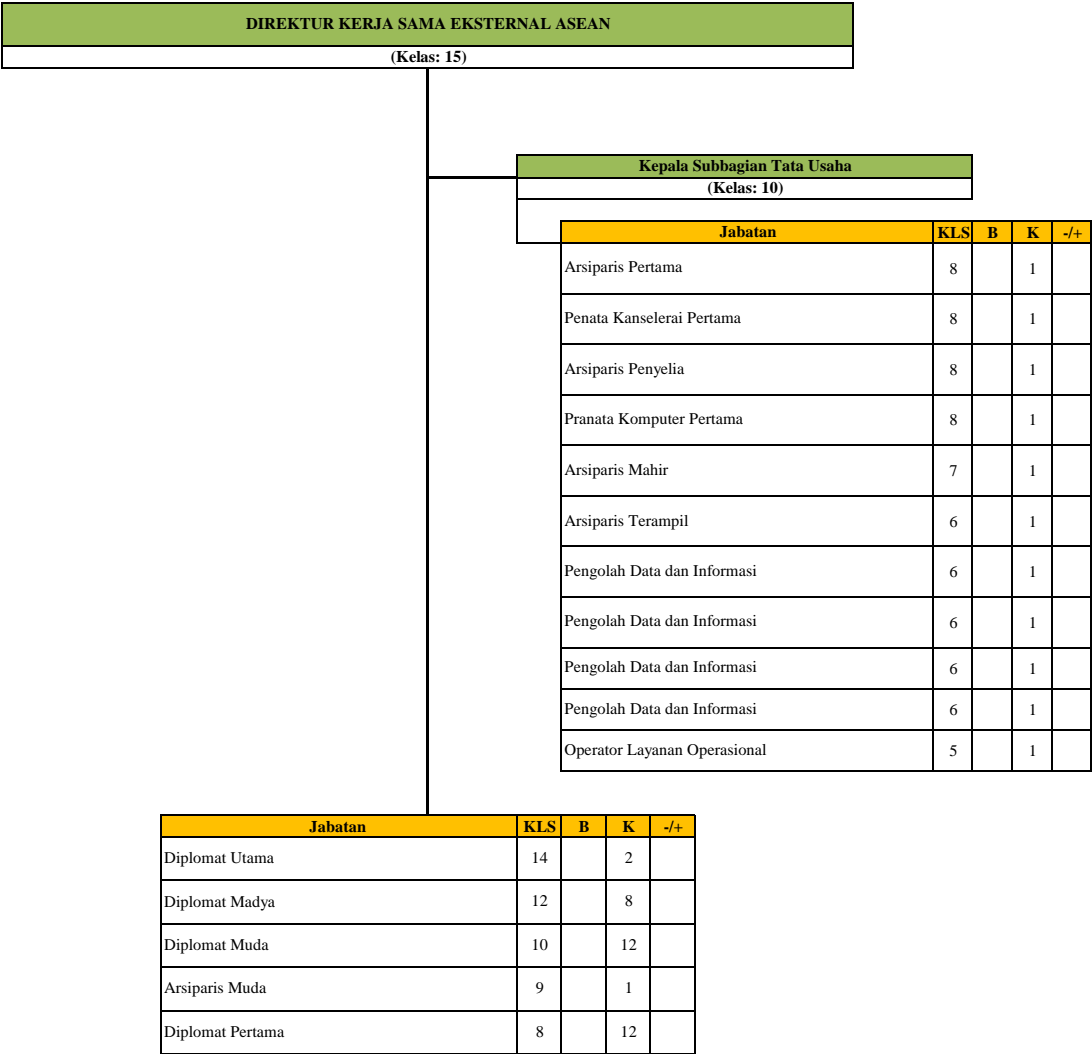 DIREKTUR KERJA SAMA EKSTERNAL ASEAN
(Kelas: 15)
Kepala Subbagian Tata Usaha
(Kelas: 10)
Jabatan KLS B K -/+
Arsiparis Pertama 8 1
Penata Kanselerai Pertama 8 1
Arsiparis Penyelia 8 1
Pranata Komputer Pertama 8 1
Arsiparis Mahir 7 1
Arsiparis Terampil 6 1
Pengolah Data dan Informasi 6 1
Pengolah Data dan Informasi 6 1
Pengolah Data dan Informasi 6 1
Pengolah Data dan Informasi 6 1
Operator Layanan Operasional 5 1
Jabatan KLS B K -/+
Diplomat Utama 14 2
Diplomat Madya 12 8
Diplomat Muda 10 12
Arsiparis Muda 9 1
Diplomat Pertama 8 12